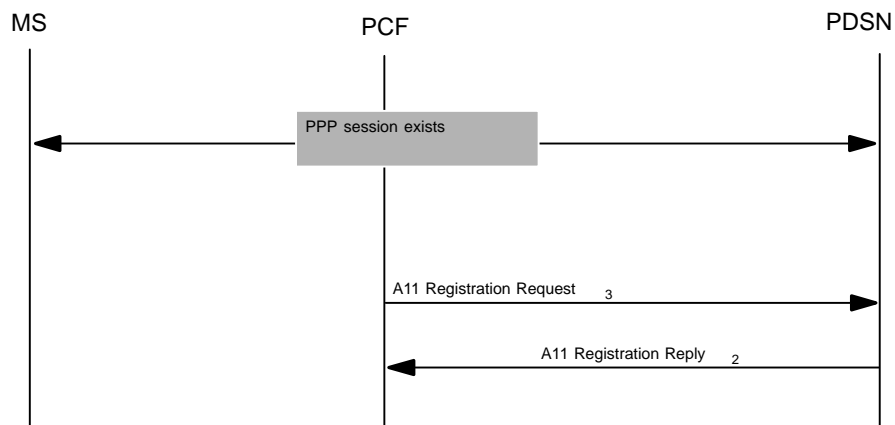 MS
PCF
PDSN
PPP session exists
A11 Registration Request 3
A11 Registration Reply 2